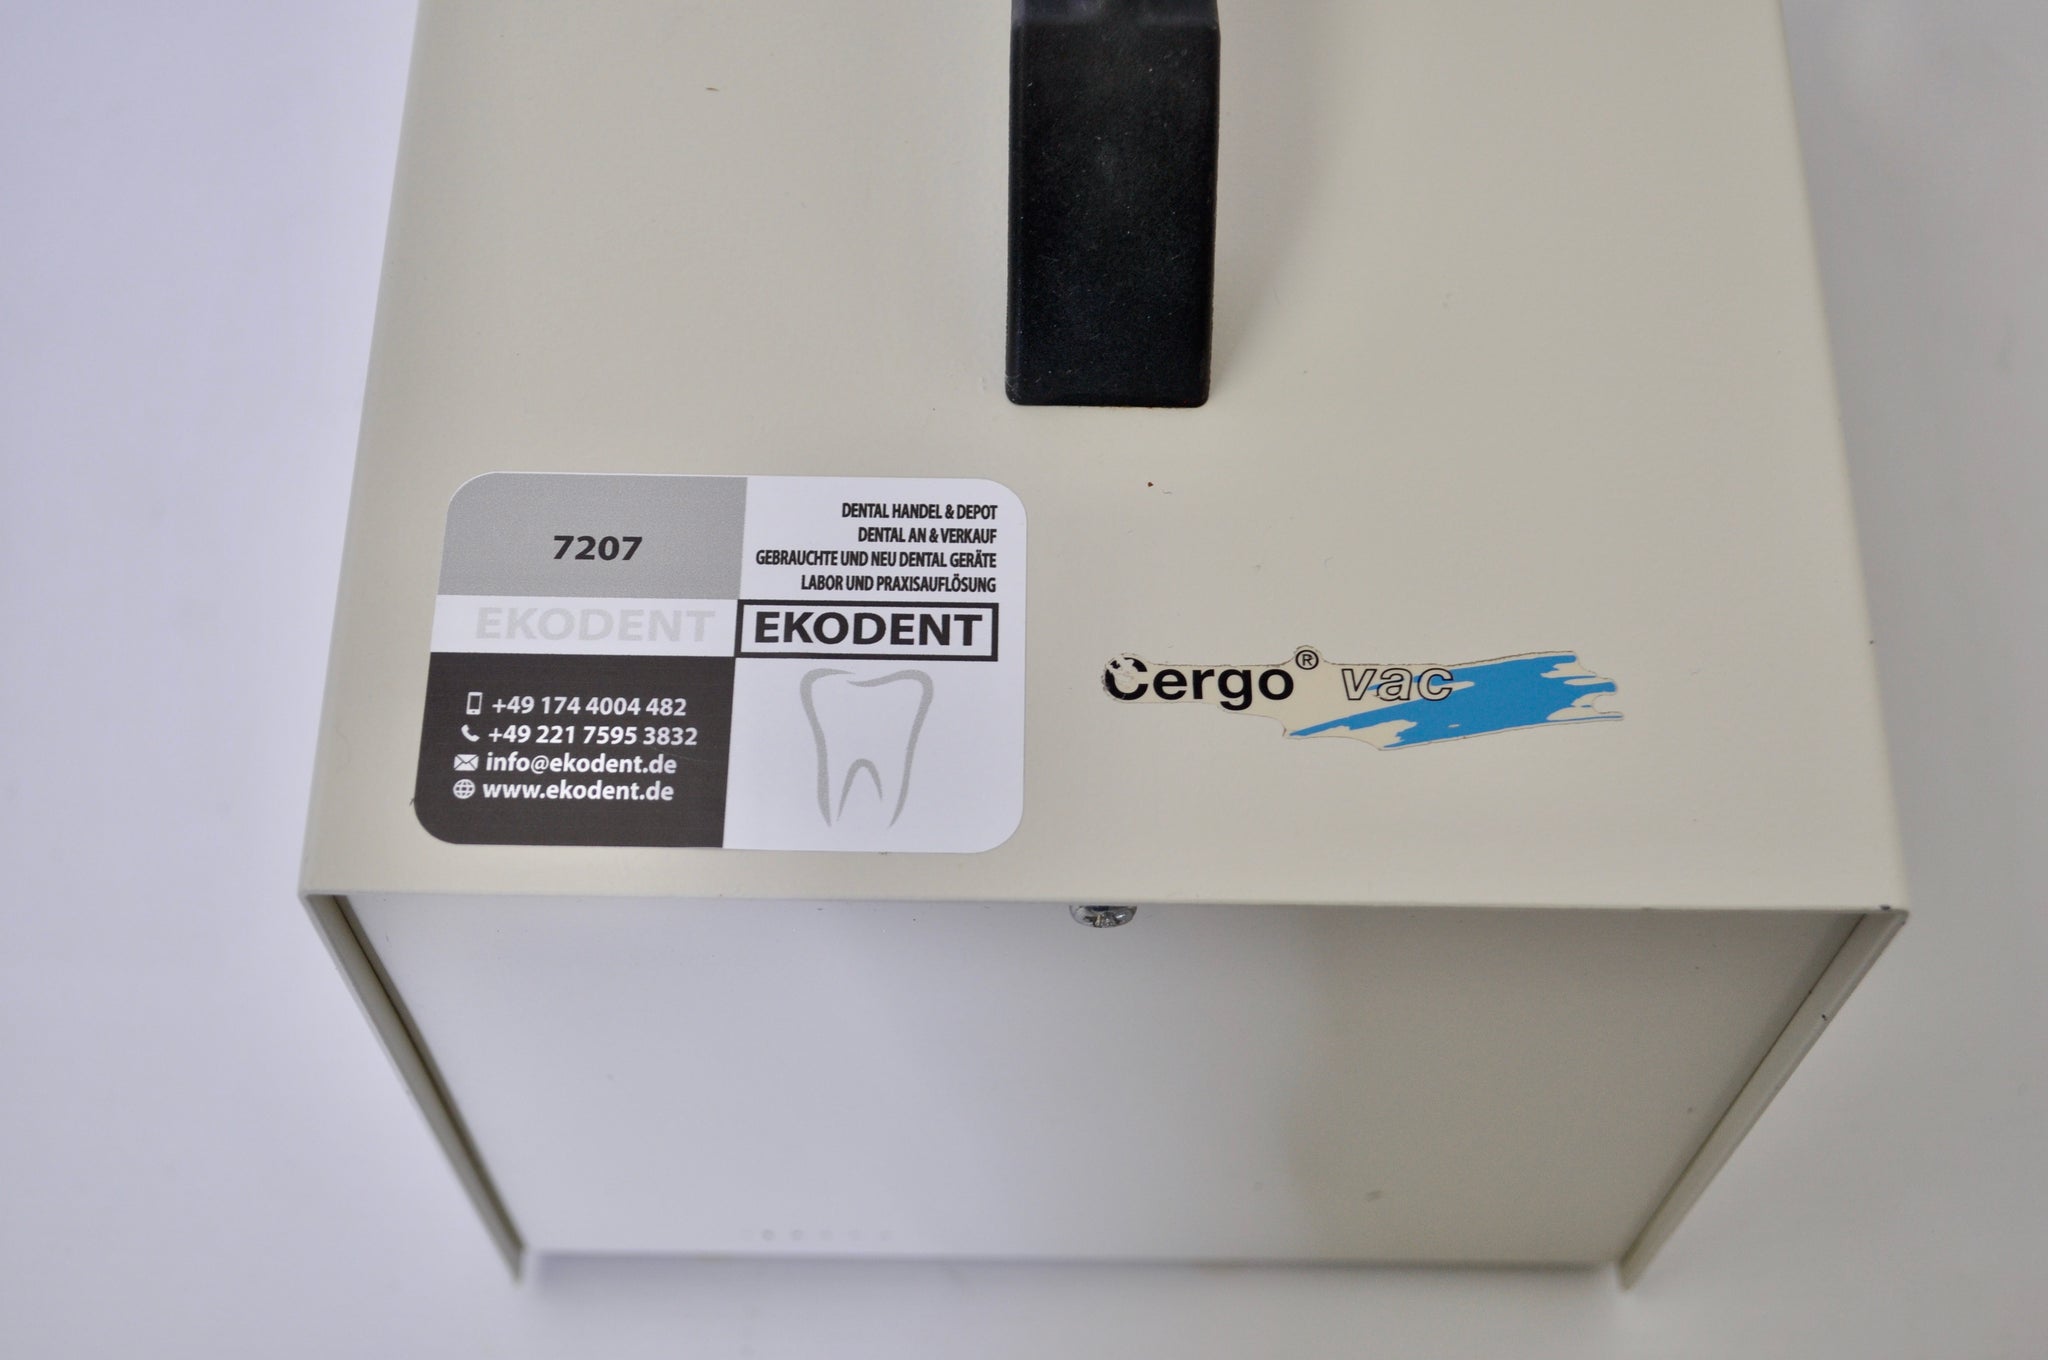 7207
DENTAL HANDEL & DEPOT
DENTAL AN & VERKAUF
GEBRAUCHTE UND NEU DENTAL GERÄTE
LABOR UND PRAXISAUFLÖSUNG
EKODENT
EKODENT
+49 174 4004 482
+49 221 7595 3832
info@ekodent.de
www.ekodent.de
Cergo® vac